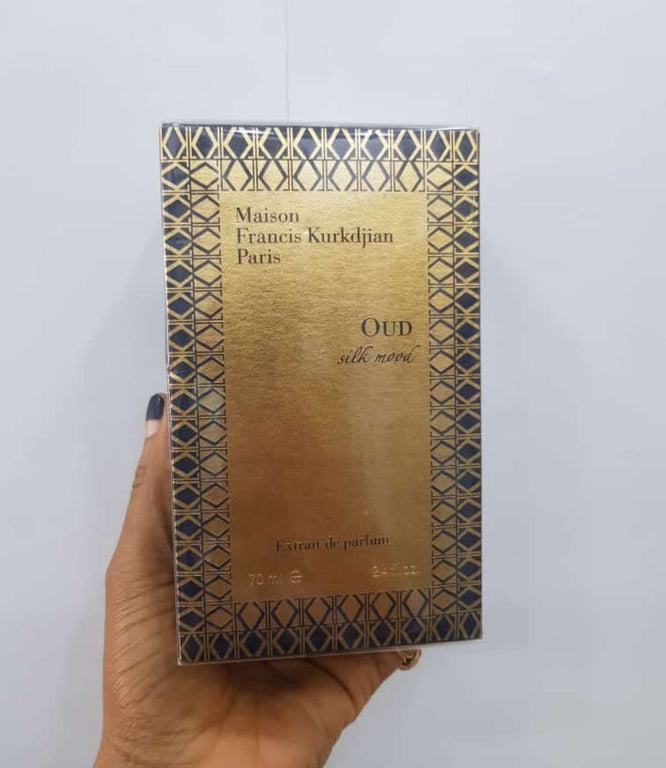 Maison
Francis Kurkdjian
Paris
OUD
silk mood
Extrait de parfum
70 ml ℮ 2.4 fl.oz.